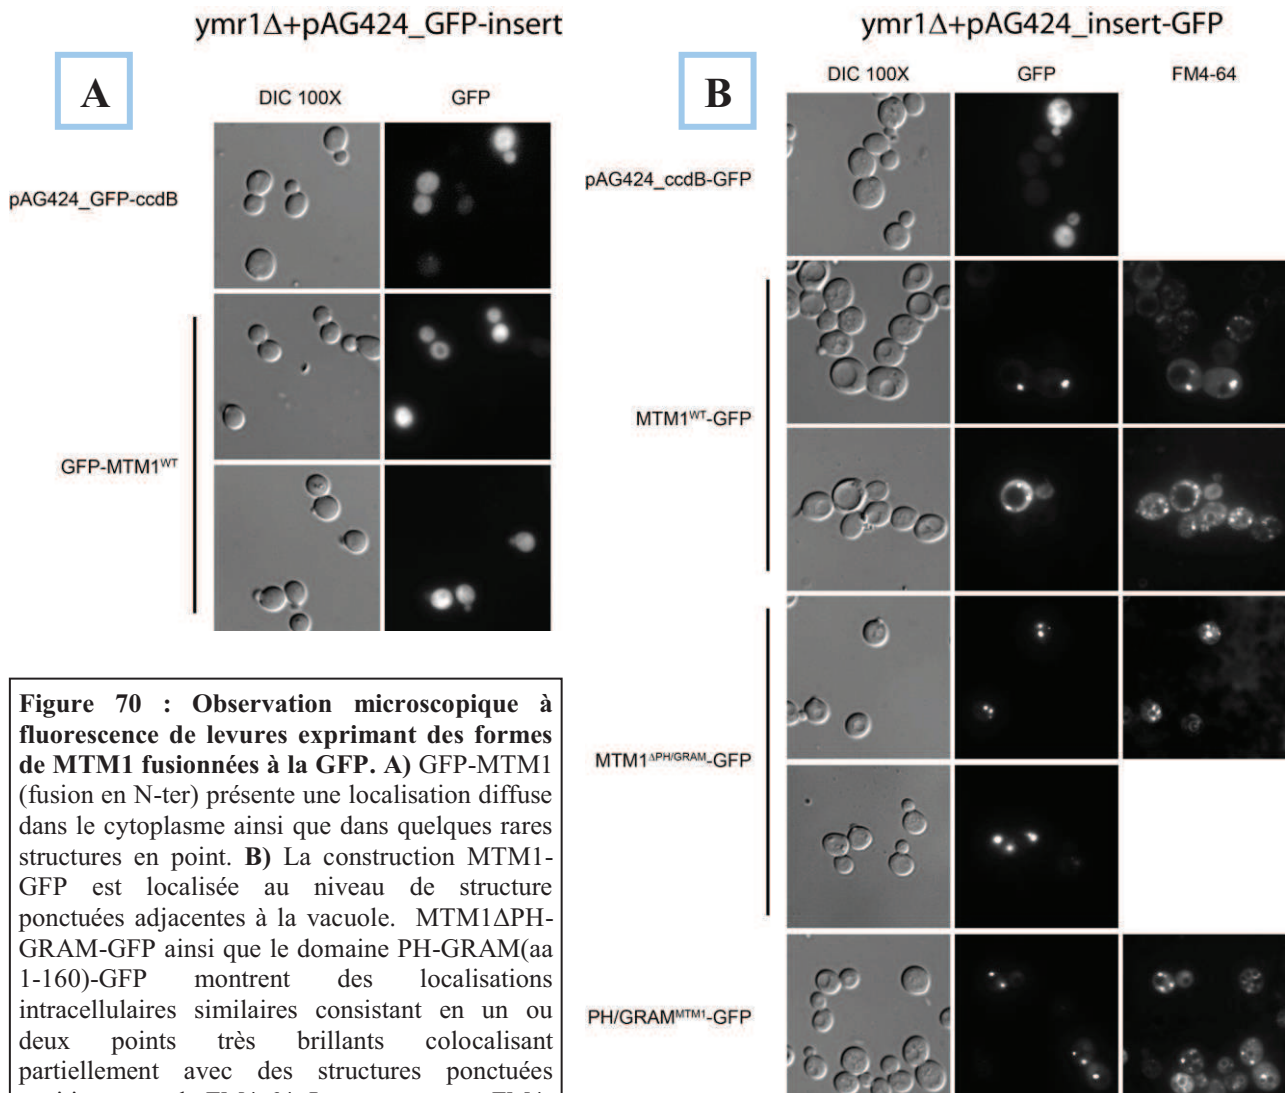 ymr1Δ+pAG424_GFP-insert
A
DIC 100X GFP
pAG424_GFP-ccdB
GFP-MTM1ᵂᵀ
ymr1Δ+pAG424_insert-GFP
B
DIC 100X GFP FM4-64
pAG424_ccdB-GFP
MTM1ᵂᵀ-GFP
MTM1ΔPH/GRAM-GFP
PH/GRAMMTM1-GFP
Figure 70 : Observation microscopique à
fluorescence de levures exprimant des formes
de MTM1 fusionnées à la GFP. A) GFP-MTM1
(fusion en N-ter) présente une localisation diffuse
dans le cytoplasme ainsi que dans quelques rares
structures en point. B) La construction MTM1-
GFP est localisée au niveau de structure
ponctuées adjacentes à la vacuole. MTM1ΔPH-
GRAM-GFP ainsi que le domaine PH-GRAM(aa
1-160)-GFP montrent des localisations
intracellulaires similaires consistant en un ou
deux points très brillants colocalisant
partiellement avec des structures ponctuées